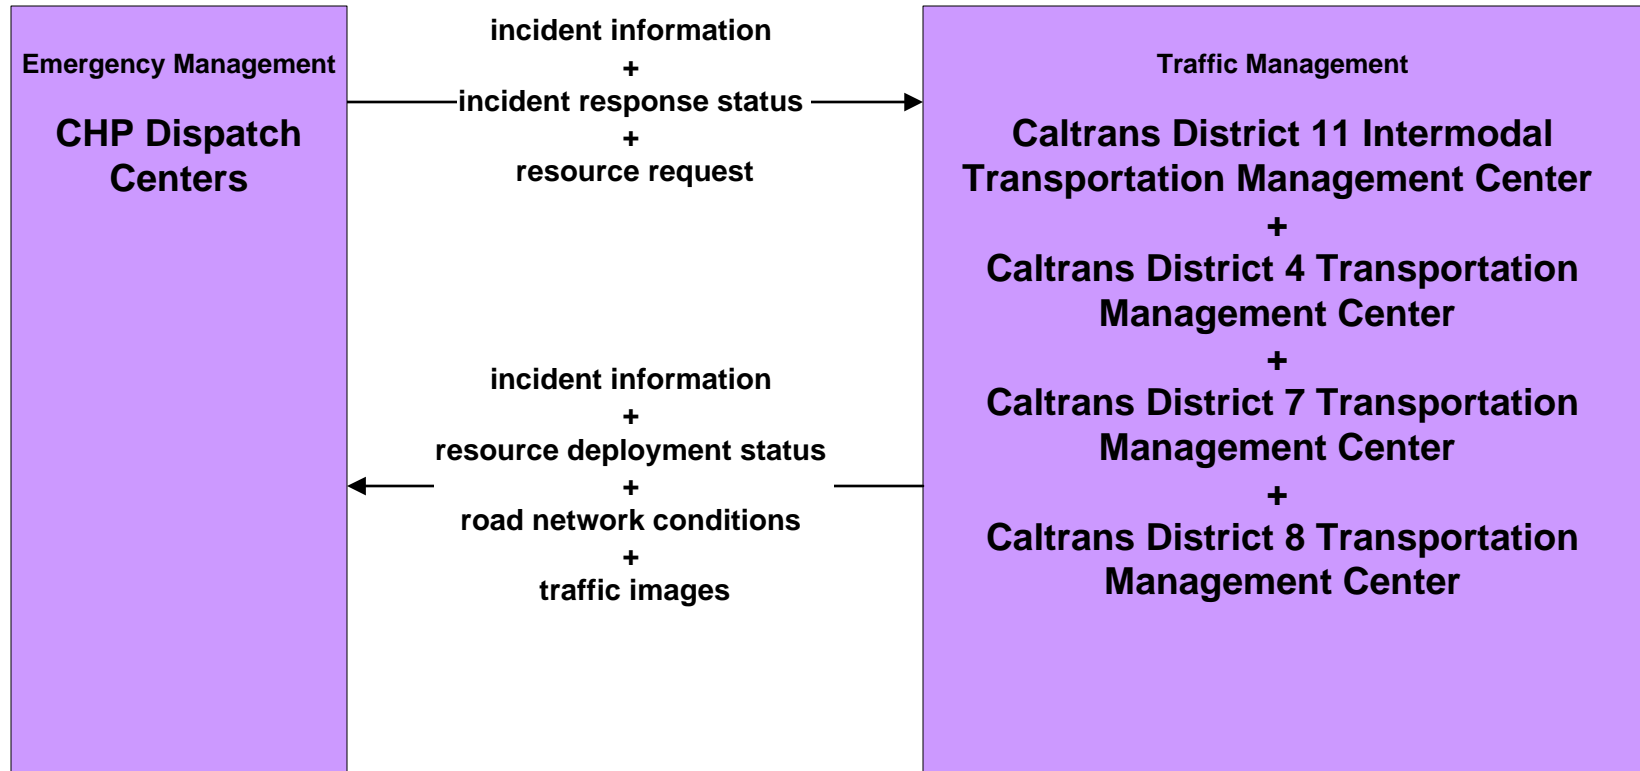 Emergency Management
CHP Dispatch
Centers
incident information
+
incident response status
+
resource request
incident information
+
resource deployment status
+
road network conditions
+
traffic images
Traffic Management
Caltrans District 11 Intermodal
Transportation Management Center
+
Caltrans District 4 Transportation
Management Center
+
Caltrans District 7 Transportation
Management Center
+
Caltrans District 8 Transportation
Management Center